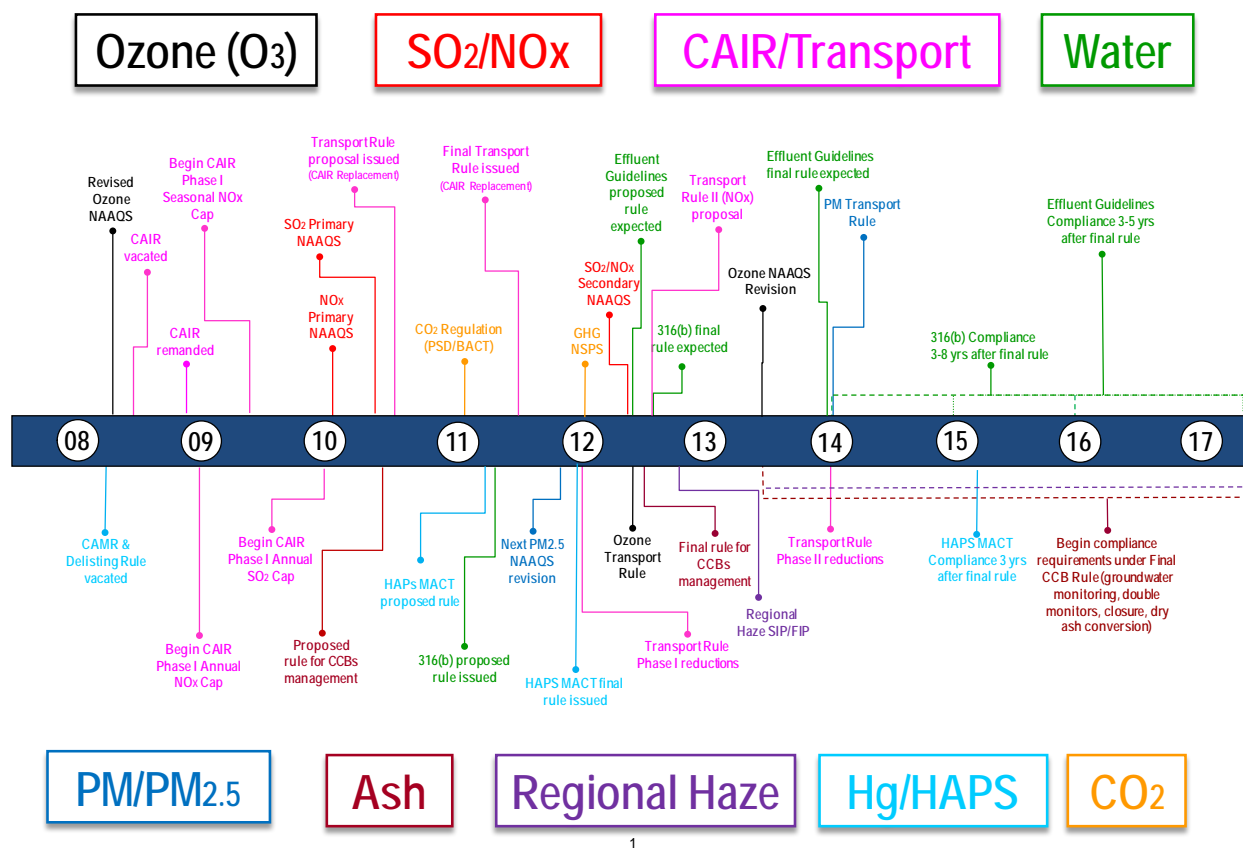 Ozone (O3)
SO2/NOx
CAIR/Transport
Water
Revised
Ozone
NAAQS
CAIR
vacated
Begin CAIR
Phase I
Seasonal NOx
Cap
CAIR
remanded
Transport Rule
proposal issued
(CAIR Replacement)
SO2 Primary
NAAQS
NOx
Primary
NAAQS
Final Transport
Rule issued
(CAIR Replacement)
CO2 Regulation
(PSD/BACT)
Effluent
Guidelines
proposed
rule
expected
SO2/NOx
Secondary
NAAQS
GHG
NSPS
Transport
Rule II (NOx)
proposal
316(b) final
rule expected
Ozone NAAQS
Revision
Effluent Guidelines
final rule expected
PM Transport
Rule
316(b) Compliance
3-8 yrs after final rule
Effluent Guidelines
Compliance 3-5 yrs
after final rule
08
09
10
11
12
13
14
15
16
17
CAMR &
Delisting Rule
vacated
Begin CAIR
Phase I Annual
NOx Cap
Begin CAIR
Phase I Annual
SO2 Cap
Proposed
rule for CCBs
management
HAPs MACT
proposed rule
316(b) proposed
rule issued
Next PM2.5
NAAQS
revision
HAPS MACT final
rule issued
Ozone
Transport
Rule
Transport Rule
Phase I reductions
Final rule for
CCBs
management
Regional
Haze SIP/FIP
Transport Rule
Phase II reductions
HAPS MACT
Compliance 3 yrs
after final rule
Begin compliance
requirements under Final
CCB Rule (groundwater
monitoring, double
monitors, closure, dry
ash conversion)
PM/PM2.5
Ash
Regional Haze
Hg/HAPS
CO2
1